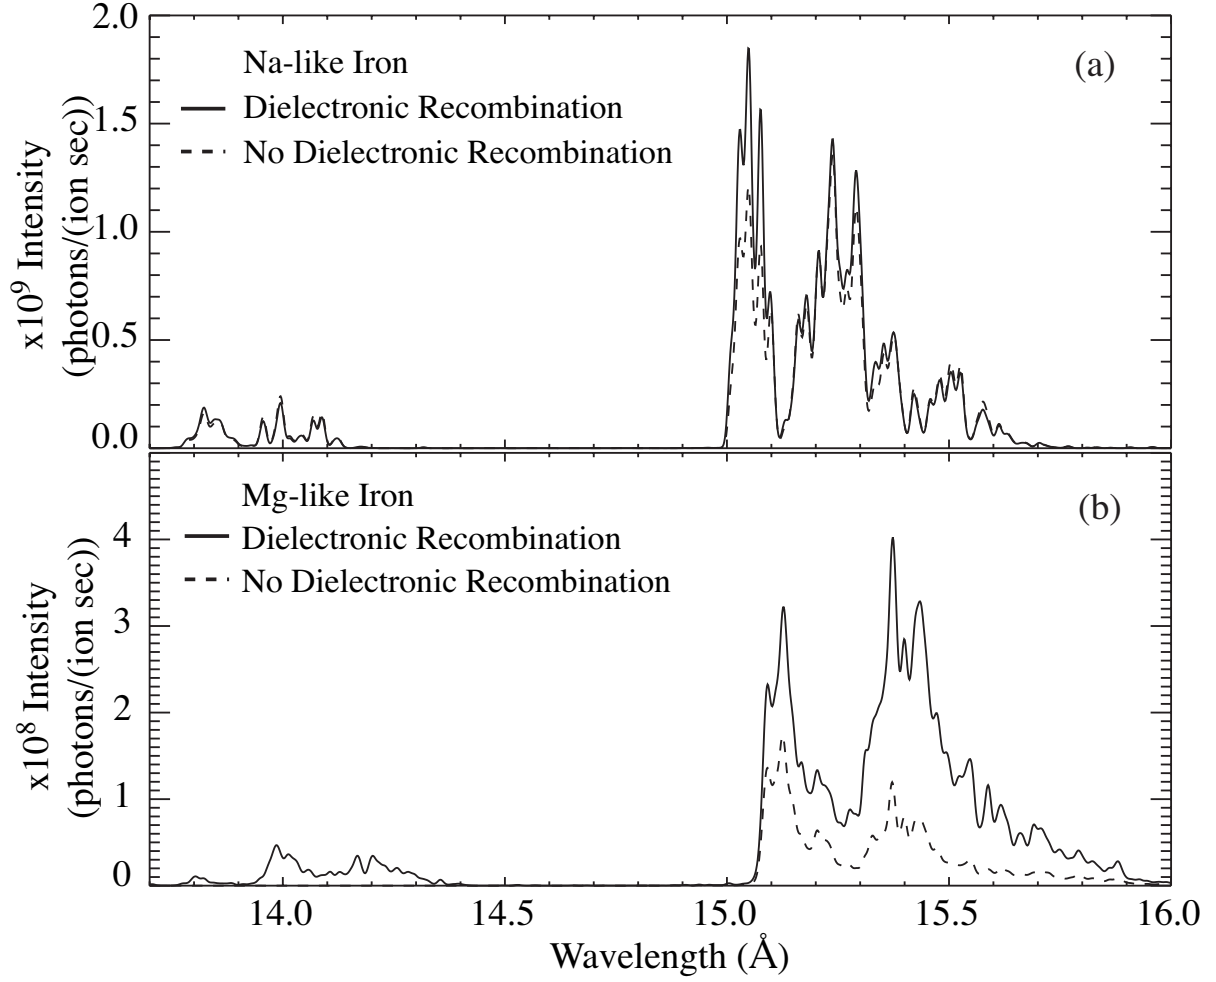 2.0
Na-like Iron
(a)
Dielectronic Recombination
No Dielectronic Recombination
1.5
1.0
0.5
0.0
x10⁹ Intensity
(photons/(ion sec))
Mg-like Iron
(b)
Dielectronic Recombination
No Dielectronic Recombination
4
3
2
1
0
x10⁸ Intensity
(photons/(ion sec))
14.0 14.5 15.0 15.5 16.0
Wavelength (Å)